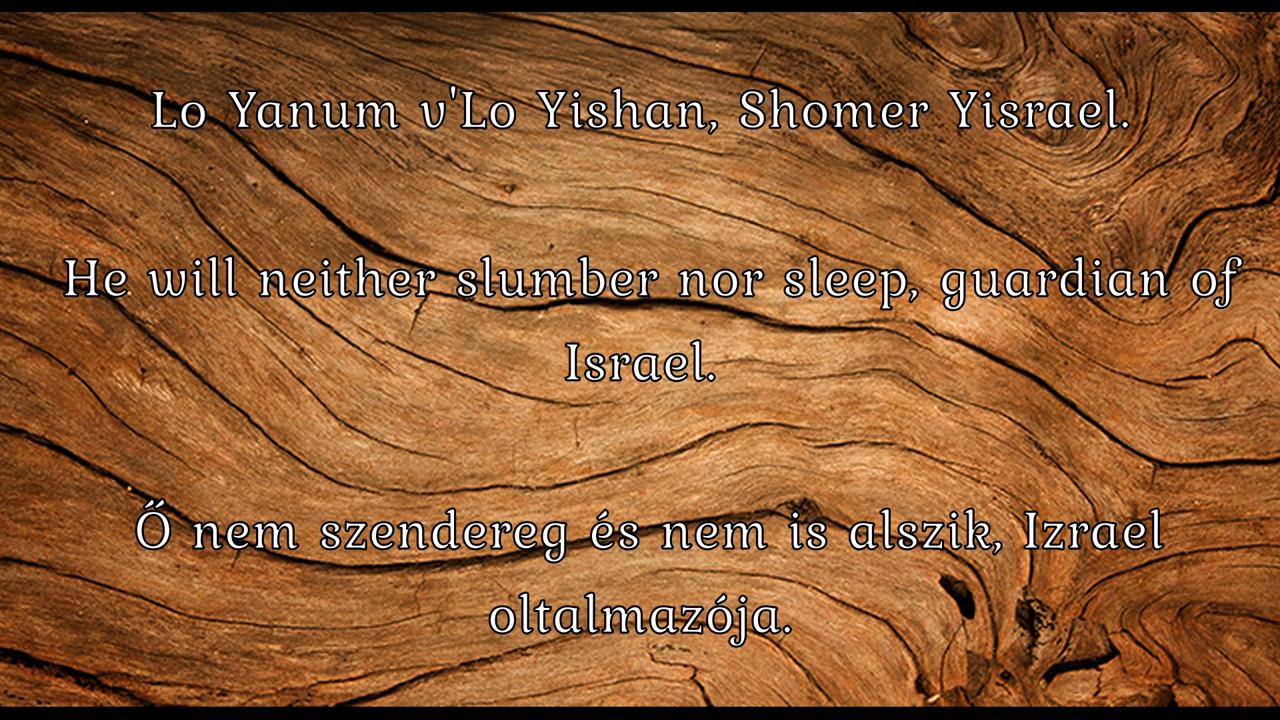 Lo Yanum v'Lo Yishan, Shomer Yisrael.
He will neither slumber nor sleep, guardian of
Israel.
Ő nem szendereg és nem is alszik, Izrael
oltalmazója.